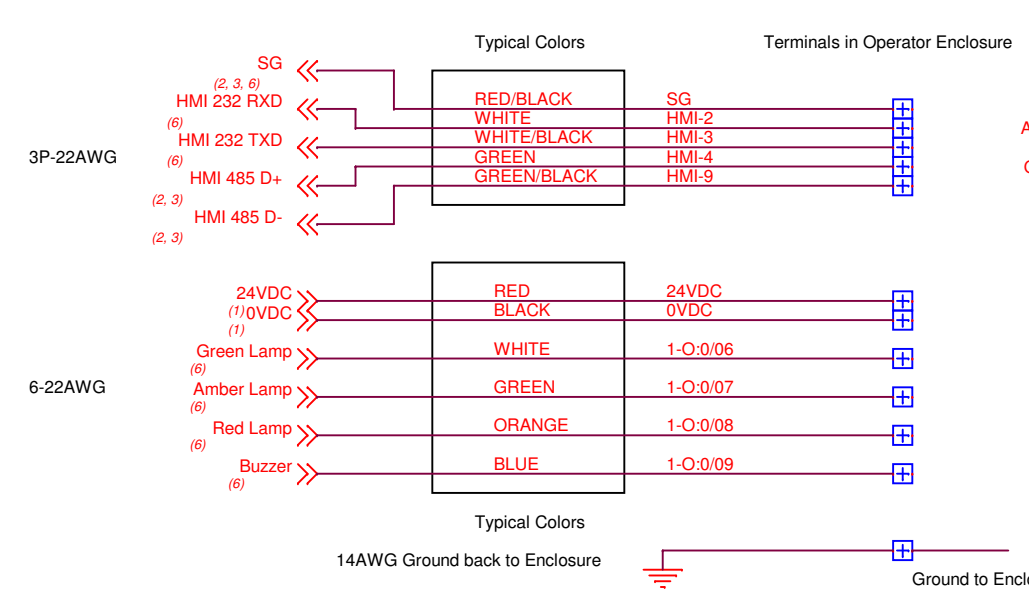 Typical Colors
Terminals in Operator Enclosure
SG
(2, 3, 6)
HMI 232 RXD
(6)
HMI 232 TXD
(6)
HMI 485 D+
(2, 3)
HMI 485 D-
(2, 3)
3P-22AWG
RED/BLACK SG
WHITE HMI-2
WHITE/BLACK HMI-3
GREEN HMI-4
GREEN/BLACK HMI-9
24VDC RED 24VDC
(1) 0VDC BLACK 0VDC
(1)
Green Lamp WHITE 1-O:0/06
(6)
6-22AWG
Amber Lamp GREEN 1-O:0/07
(6)
Red Lamp ORANGE 1-O:0/08
(6)
Buzzer BLUE 1-O:0/09
(6)
Typical Colors
14AWG Ground back to Enclosure
Ground to